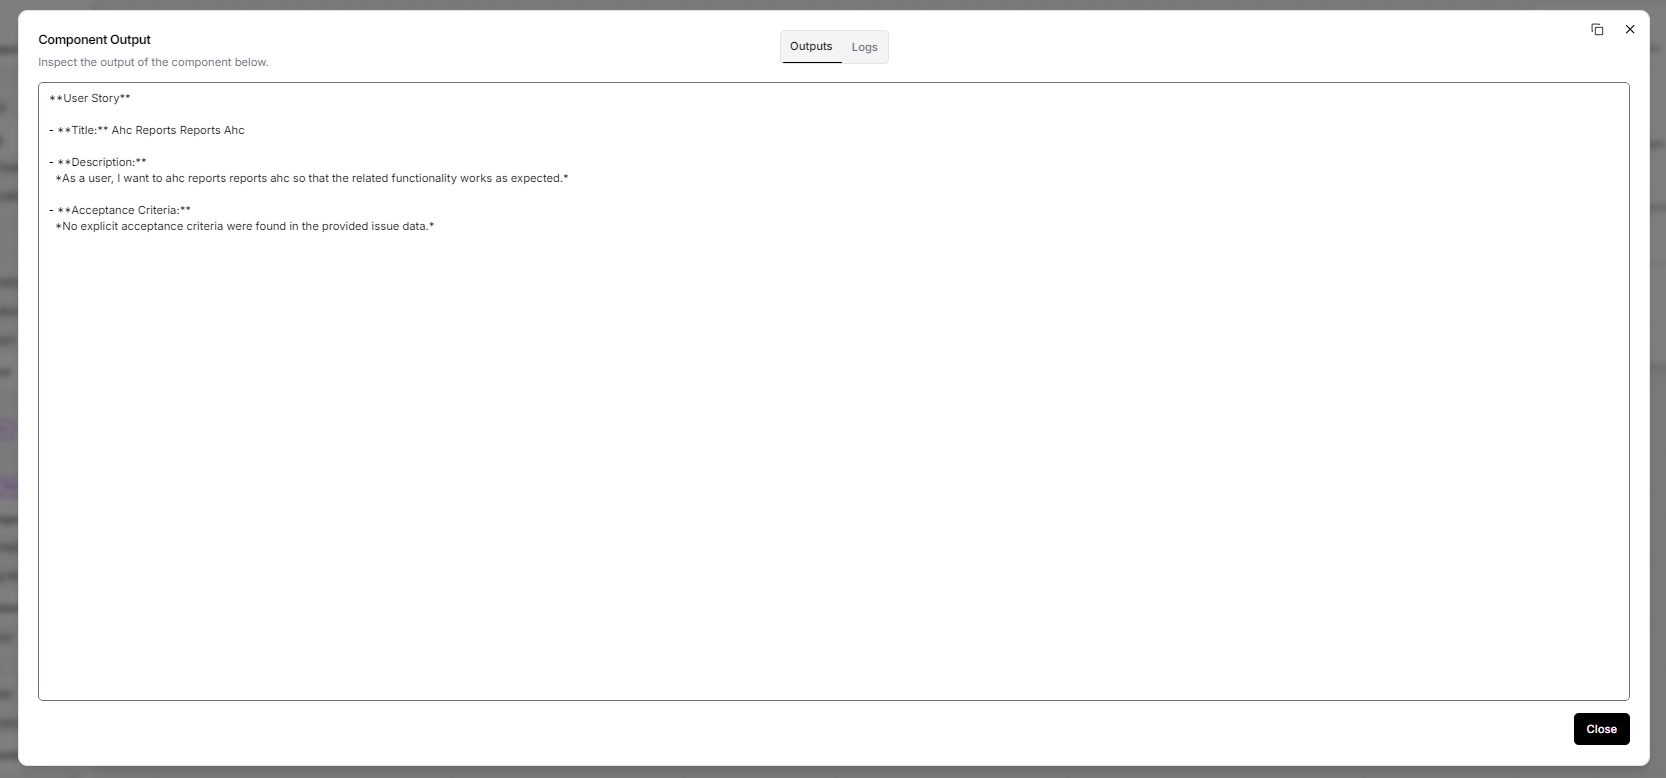 Component Output
Inspect the output of the component below.
Outputs
Logs
**User Story**
- **Title:** Ahc Reports Reports Ahc
- **Description:**
*As a user, I want to ahc reports reports ahc so that the related functionality works as expected.*
- **Acceptance Criteria:**
*No explicit acceptance criteria were found in the provided issue data.*
Close